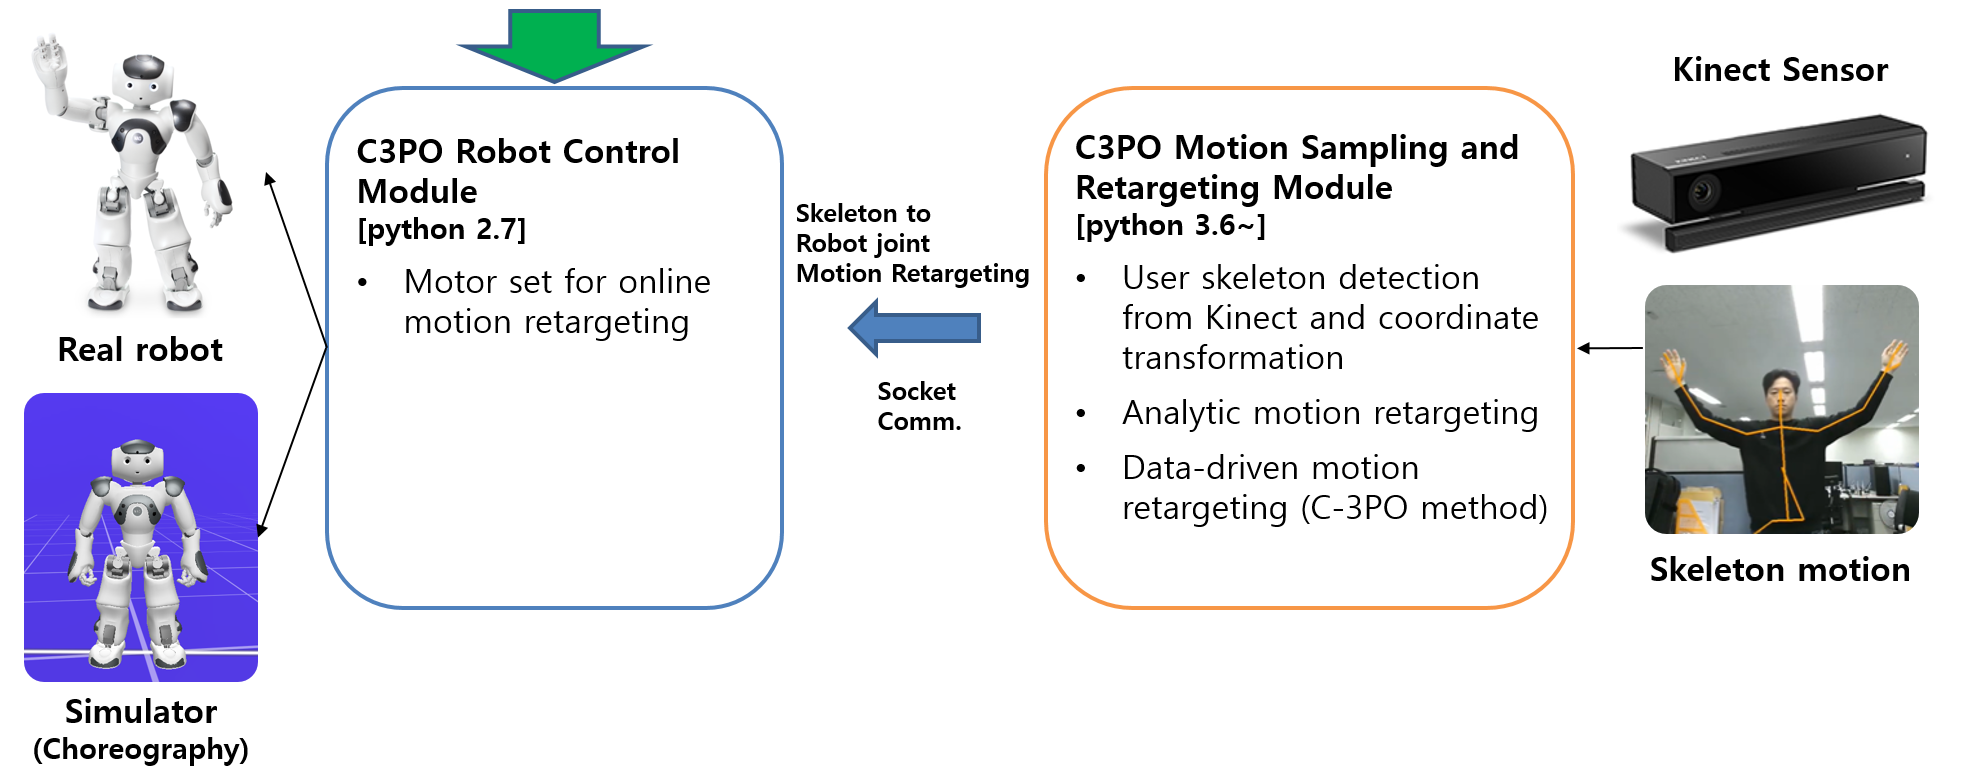 C3PO Robot Control
Module
[python 2.7]
• Motor set for online
motion retargeting
Real robot
Simulator
(Choreography)
Skeleton to
Robot joint
Motion Retargeting
Socket
Comm.
C3PO Motion Sampling and
Retargeting Module
[python 3.6~]
• User skeleton detection
from Kinect and coordinate
transformation
• Analytic motion retargeting
• Data-driven motion
retargeting (C-3PO method)
Kinect Sensor
Skeleton motion